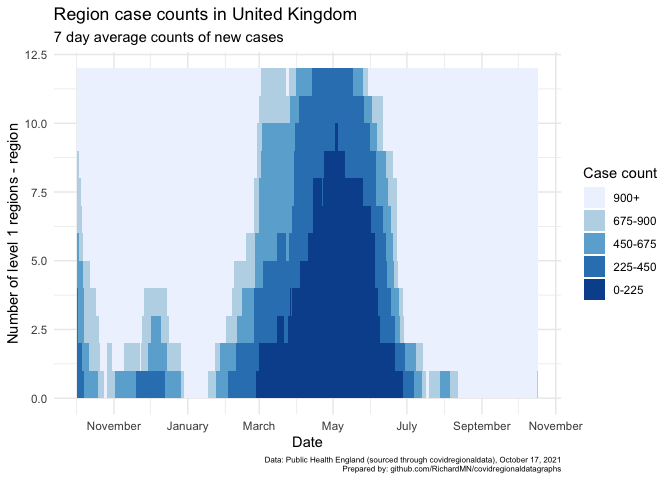 Region case counts in United Kingdom
7 day average counts of new cases
Number of level 1 regions - region
12.5
10.0
7.5
5.0
2.5
0.0
November
January
March
May
July
September
November
Date
Case count
900+
675-900
450-675
225-450
0-225
Data: Public Health England (sourced through covidregionaldata), October 17, 2021
Prepared by: github.com/RichardMN/covidregionaldatagraphs